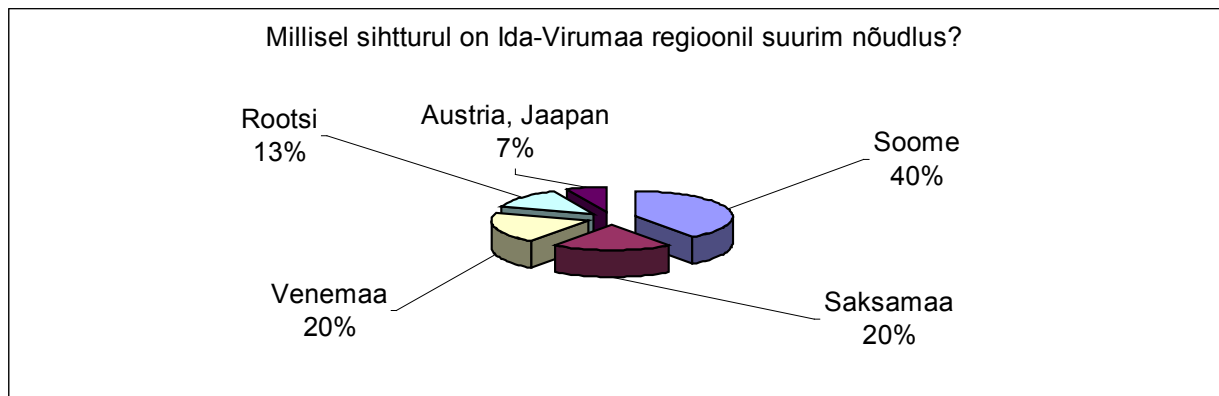 Millisel sihtturul on Ida-Virumaa regioonil suurim nõudlus?
Rootsi
13%
Austria, Jaapan
7%
Soome
40%
Venemaa
20%
Saksamaa
20%